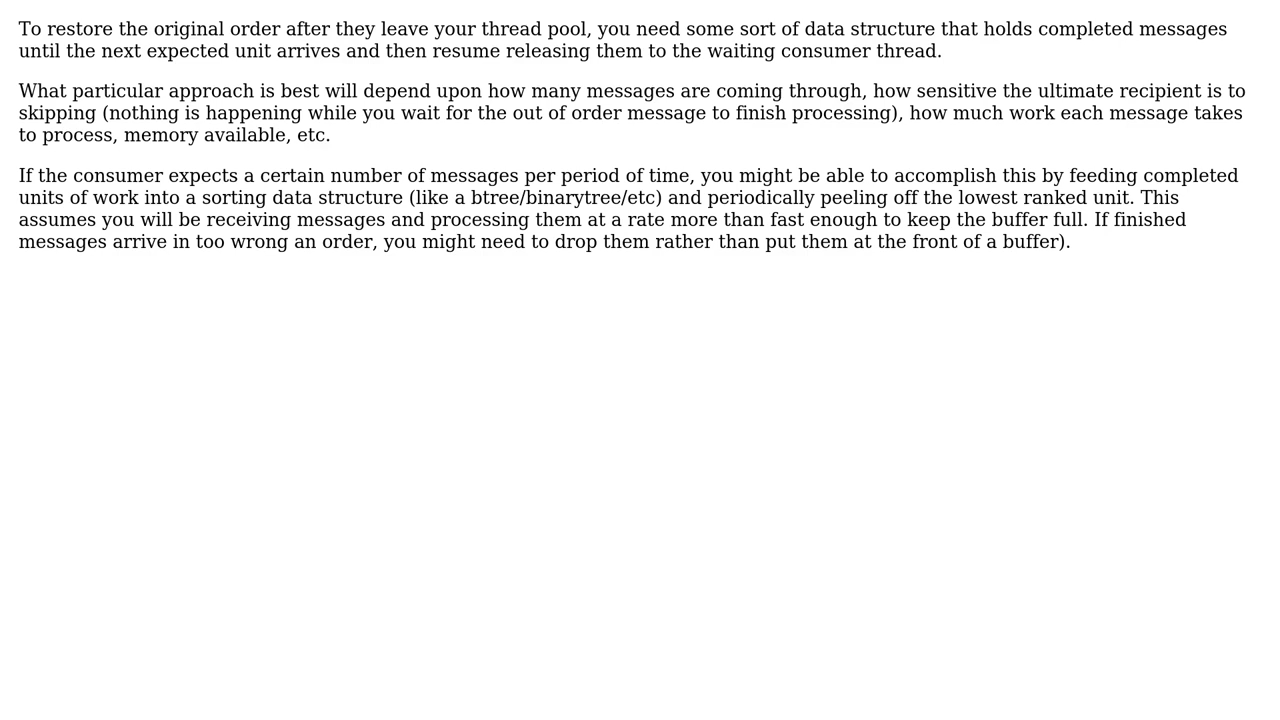 To restore the original order after they leave your thread pool, you need some sort of data structure that holds completed messages
until the next expected unit arrives and then resume releasing them to the waiting consumer thread.
What particular approach is best will depend upon how many messages are coming through, how sensitive the ultimate recipient is to
skipping (nothing is happening while you wait for the out of order message to finish processing), how much work each message takes
to process, memory available, etc.
If the consumer expects a certain number of messages per period of time, you might be able to accomplish this by feeding completed
units of work into a sorting data structure (like a btree/binarytree/etc) and periodically peeling off the lowest ranked unit. This
assumes you will be receiving messages and processing them at a rate more than fast enough to keep the buffer full. If finished
messages arrive in too wrong an order, you might need to drop them rather than put them at the front of a buffer).